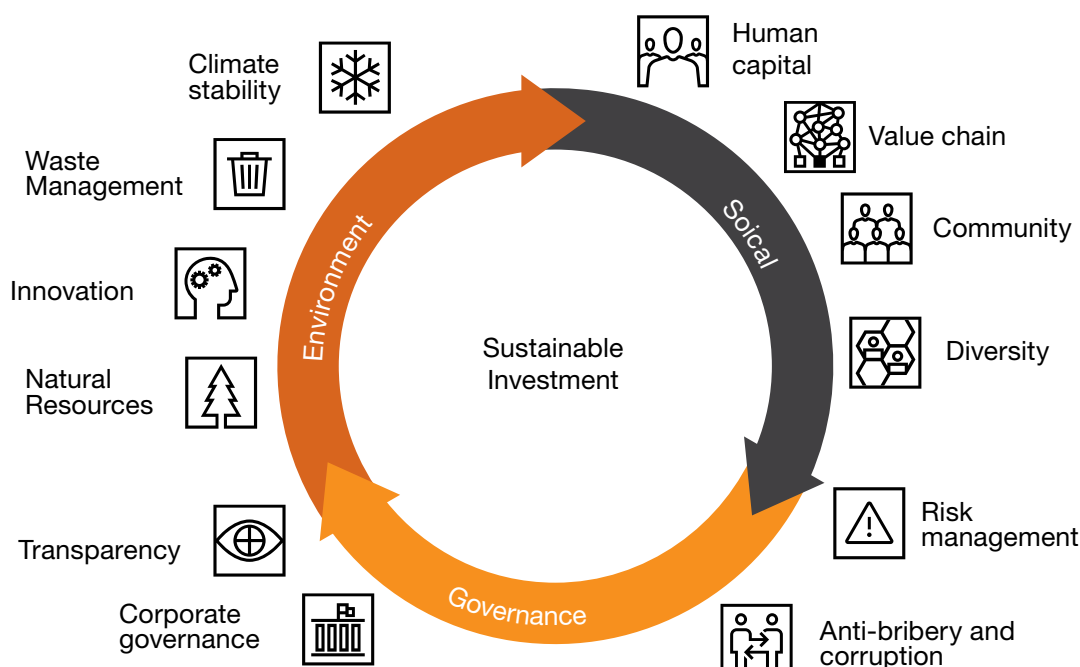 Human
capital
Climate
stability
Value chain
Waste
Management
Community
Soical
Environment
Innovation
Sustainable
Investment
Diversity
Natural
Resources
Risk
management
Transparency
Governance
Corporate
governance
Anti-bribery and
corruption